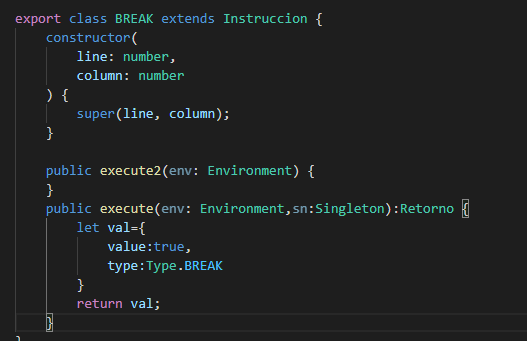 export class BREAK extends Instruccion {
    constructor(
        line: number,
        column: number
    ) {
        super(line, column);
    }
    public execute2(env: Environment) {
    }
    public execute(env: Environment,sn:Singleton):Retorno {
        let val={
            value:true,
            type:Type.BREAK
        }
        return val;
    }
}